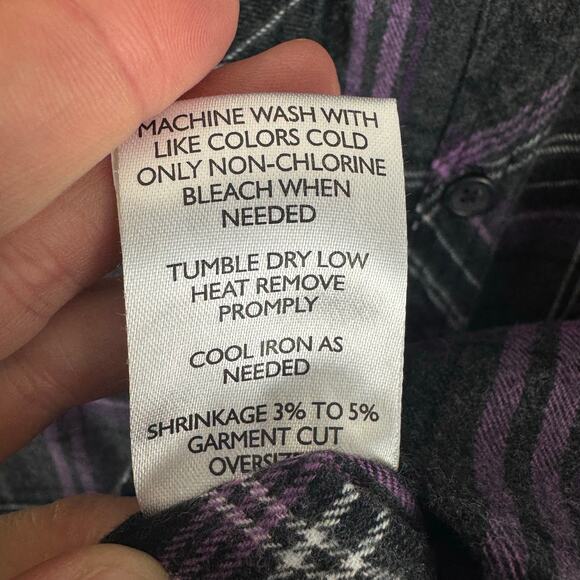 MACHINE WASH WITH
LIKE COLORS COLD
ONLY NON-CHLORINE
BLEACH WHEN
NEEDED
TUMBLE DRY LOW
HEAT REMOVE
PROMPLY
COOL IRON AS
NEEDED
SHRINKAGE 3% TO 5%
GARMENT CUT